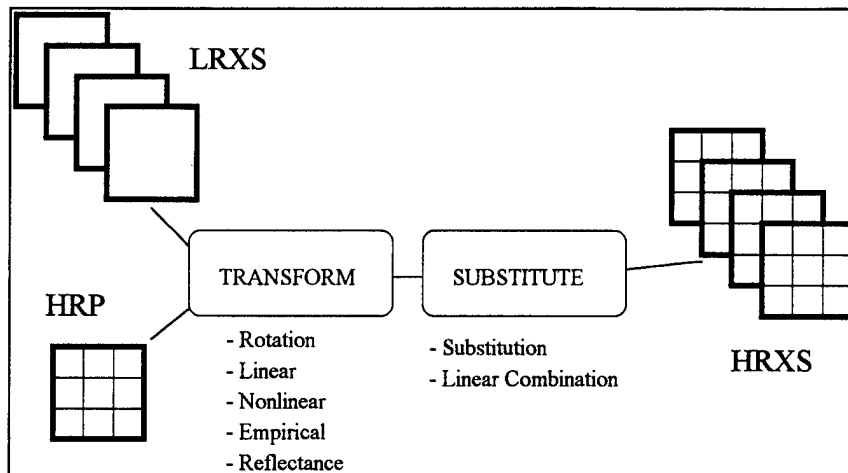 LRXS
HRP
TRANSFORM
- Rotation
- Linear
- Nonlinear
- Empirical
- Reflectance
SUBSTITUTE
- Substitution
- Linear Combination
HRXS